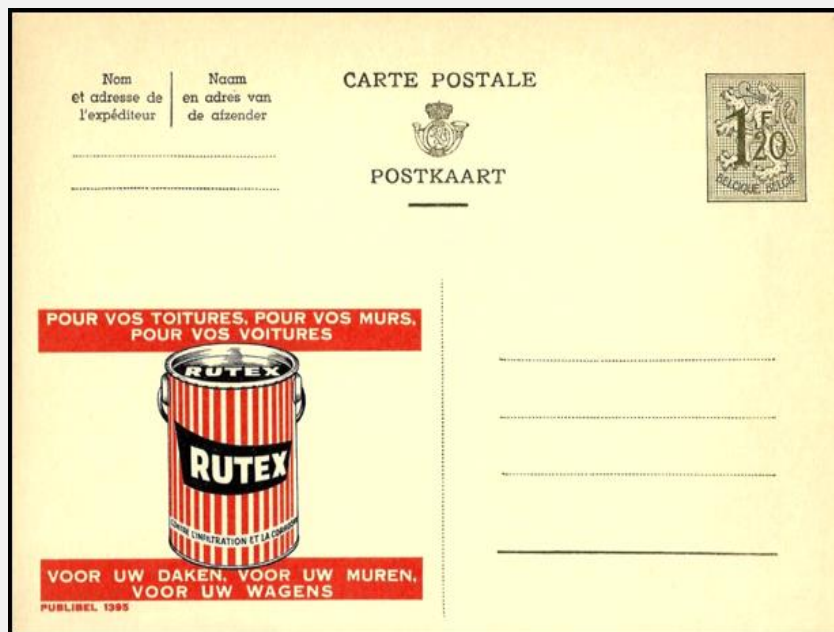 Nom
et adresse de
l'expéditeur
Naam
en adres van
de afzender
CARTE POSTALE
POSTKAART
1F20
BELGIQUE BELGIË
POUR VOS TOITURES, POUR VOS MURS,
POUR VOS VOITURES
RUTEX
RUTEX
CONTRE L'INFILTRATION ET LA CORROSION
VOOR UW DAKEN, VOOR UW MUREN,
VOOR UW WAGENS
PUBLIBEL 1395